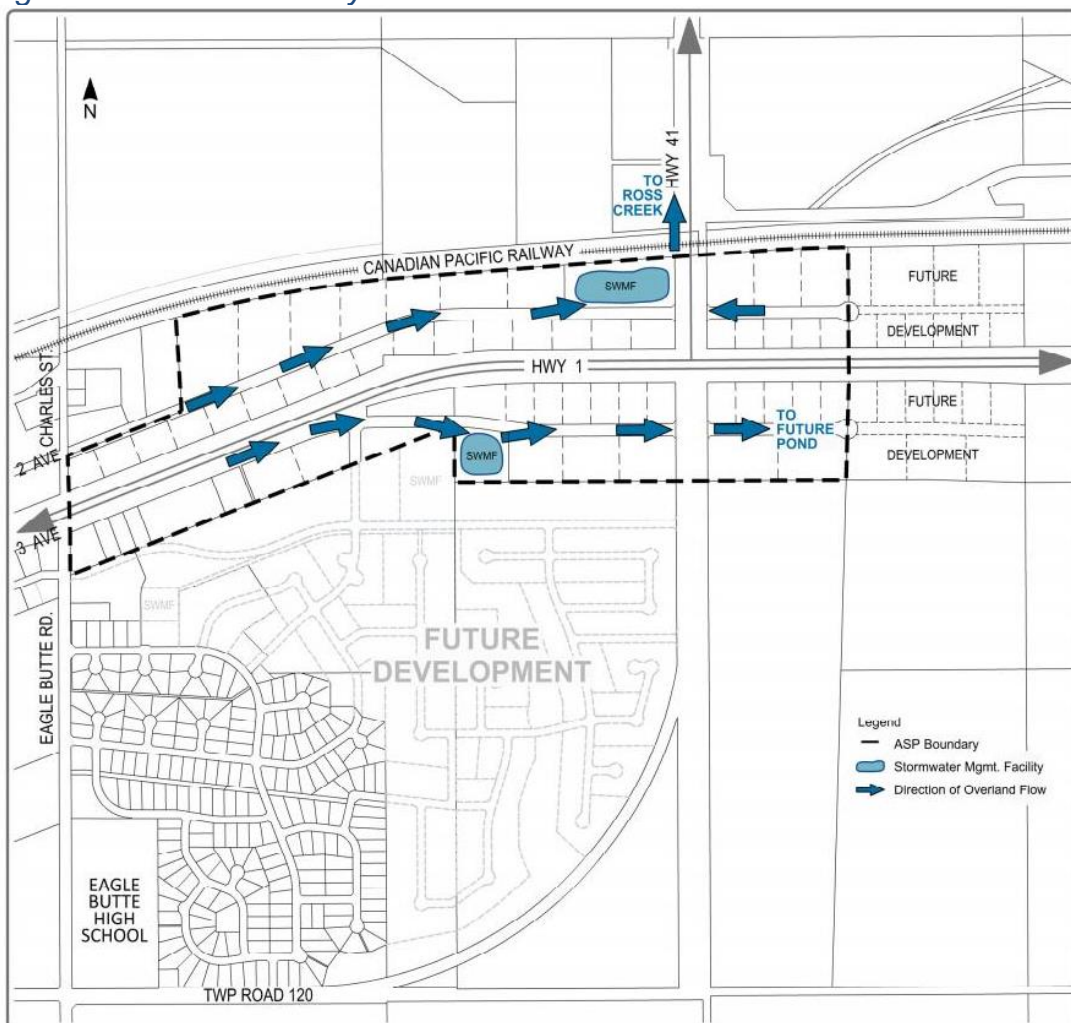 N
HWY 41
TO
ROSS
CREEK
CANADIAN PACIFIC RAILWAY
SWMF
FUTURE
DEVELOPMENT
HWY 1
CHARLES ST.
2 AVE
FUTURE
DEVELOPMENT
TO
FUTURE
POND
SWMF
SWMF
3 AVE
SWMF
EAGLE BUTTE RD.
FUTURE
DEVELOPMENT
Legend
ASP Boundary
Stormwater Mgmt. Facility
Direction of Overland Flow
EAGLE
BUTTE
HIGH
SCHOOL
TWP ROAD 120